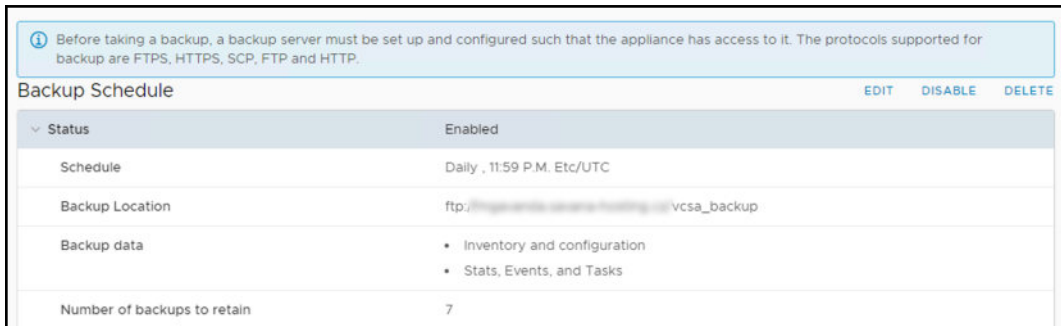 Before taking a backup, a backup server must be set up and configured such that the appliance has access to it. The protocols supported for
backup are FTPS, HTTPS, SCP, FTP and HTTP.
Backup Schedule EDIT DISABLE DELETE
Status Enabled
Schedule Daily , 11:59 P.M. Etc/UTC
Backup Location ftp:/ vcsa_backup
Backup data • Inventory and configuration
• Stats, Events, and Tasks
Number of backups to retain 7